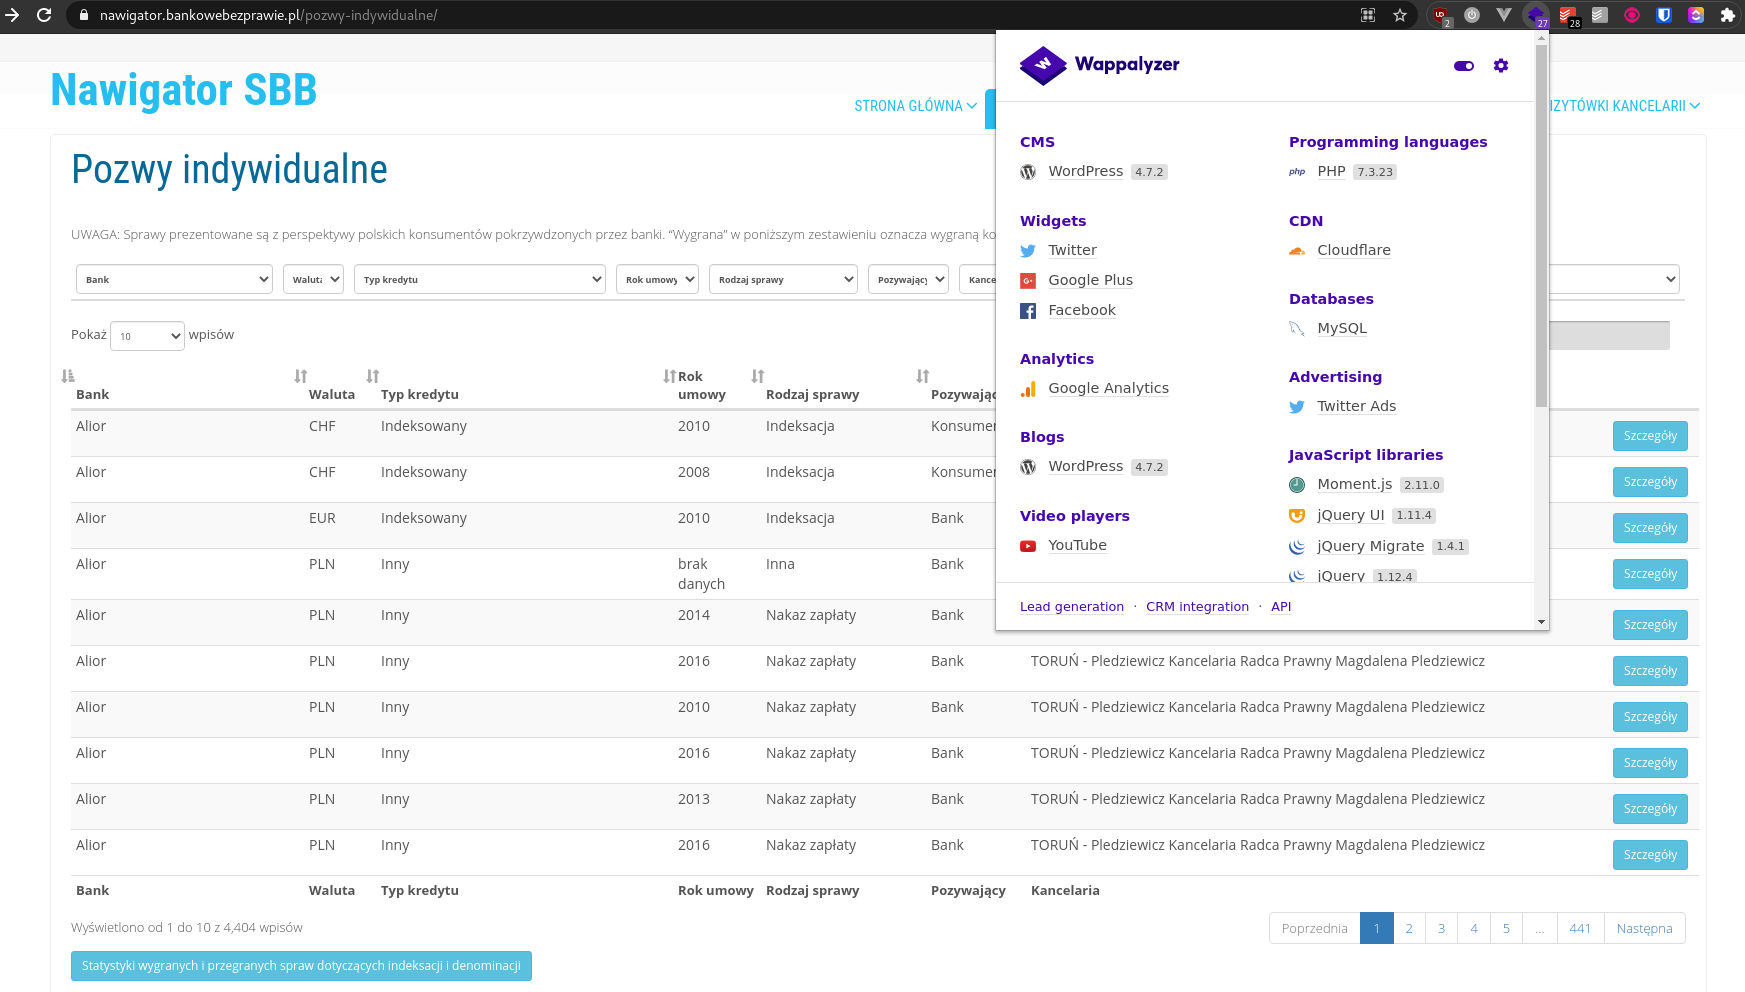 nawigator.bankowebezprawie.pl/pozwy-indywidualne/
2
27
28
Nawigator SBB
STRONA GŁÓWNA
IZYTÓWKI KANCELARII
Pozwy indywidualne
UWAGA: Sprawy prezentowane są z perspektywy polskich konsumentów pokrzywdzonych przez banki. “Wygrana” w poniższym zestawieniu oznacza wygraną ko
Bank Waluta Typ kredytu Rok umowy Rodzaj sprawy Pozywający Kance
Pokaż 10 wpisów
Bank Waluta Typ kredytu Rok umowy Rodzaj sprawy Pozywając
Alior CHF Indeksowany 2010 Indeksacja Konsumen Szczegóły
Alior CHF Indeksowany 2008 Indeksacja Konsumen Szczegóły
Alior EUR Indeksowany 2010 Indeksacja Bank Szczegóły
Alior PLN Inny brak danych Inna Bank Szczegóły
Alior PLN Inny 2014 Nakaz zapłaty Bank Szczegóły
Alior PLN Inny 2016 Nakaz zapłaty Bank TORUŃ - Pledziewicz Kancelaria Radca Prawny Magdalena Pledziewicz Szczegóły
Alior PLN Inny 2010 Nakaz zapłaty Bank TORUŃ - Pledziewicz Kancelaria Radca Prawny Magdalena Pledziewicz Szczegóły
Alior PLN Inny 2016 Nakaz zapłaty Bank TORUŃ - Pledziewicz Kancelaria Radca Prawny Magdalena Pledziewicz Szczegóły
Alior PLN Inny 2013 Nakaz zapłaty Bank TORUŃ - Pledziewicz Kancelaria Radca Prawny Magdalena Pledziewicz Szczegóły
Alior PLN Inny 2016 Nakaz zapłaty Bank TORUŃ - Pledziewicz Kancelaria Radca Prawny Magdalena Pledziewicz Szczegóły
Bank Waluta Typ kredytu Rok umowy Rodzaj sprawy Pozywający Kancelaria
Wyświetlono od 1 do 10 z 4,404 wpisów
Poprzednia 1 2 3 4 5 ... 441 Następna
Statystyki wygranych i przegranych spraw dotyczących indeksacji i denominacji
Wappalyzer
CMS
WordPress 4.7.2
Widgets
Twitter
Google Plus
Facebook
Analytics
Google Analytics
Blogs
WordPress 4.7.2
Video players
YouTube
Programming languages
php PHP 7.3.23
CDN
Cloudflare
Databases
MySQL
Advertising
Twitter Ads
JavaScript libraries
Moment.js 2.11.0
jQuery UI 1.11.4
jQuery Migrate 1.4.1
jQuery 1.12.4
Lead generation · CRM integration · API